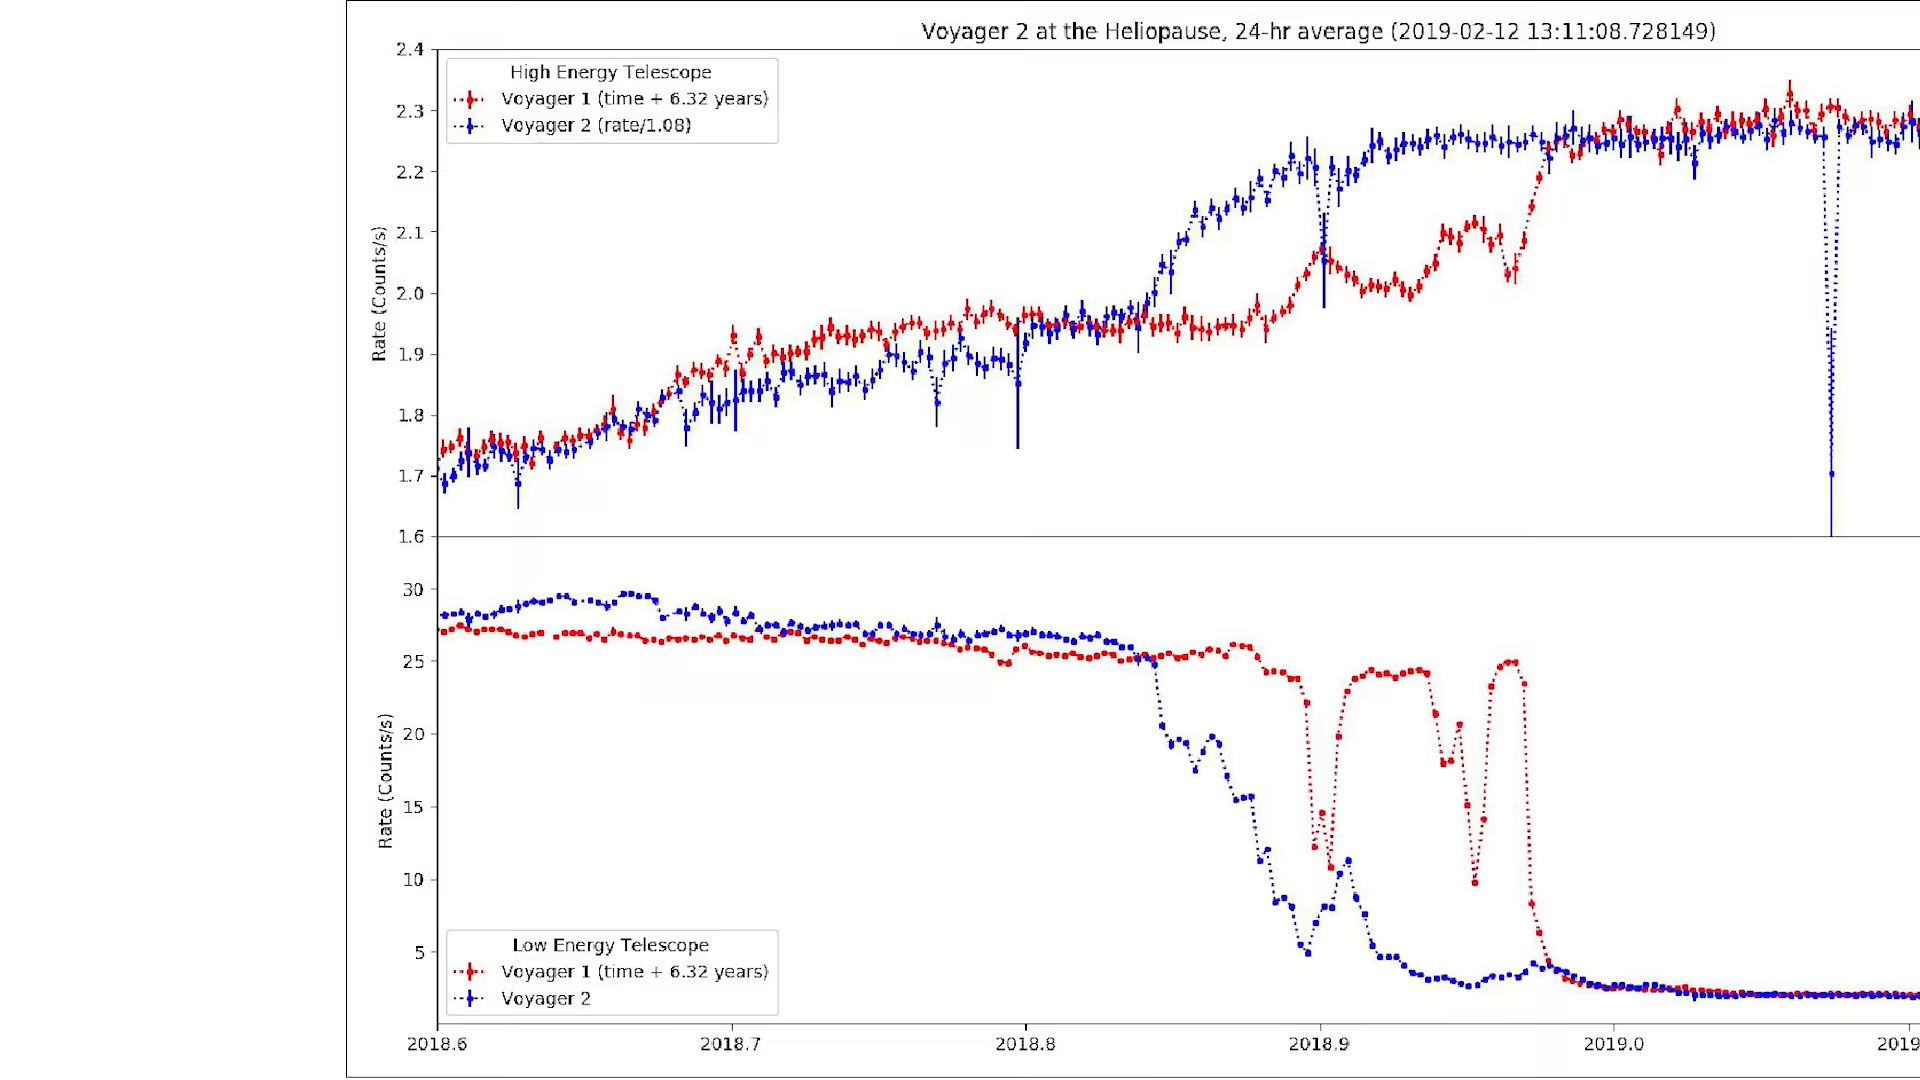 Voyager 2 at the Heliopause, 24-hr average (2019-02-12 13:11:08.728149)
2.4
2.3
2.2
2.1
2.0
1.9
1.8
1.7
1.6
Rate (Counts/s)
High Energy Telescope
Voyager 1 (time + 6.32 years)
Voyager 2 (rate/1.08)
30
25
20
15
10
5
Rate (Counts/s)
Low Energy Telescope
Voyager 1 (time + 6.32 years)
Voyager 2
2018.6
2018.7
2018.8
2018.9
2019.0
2019